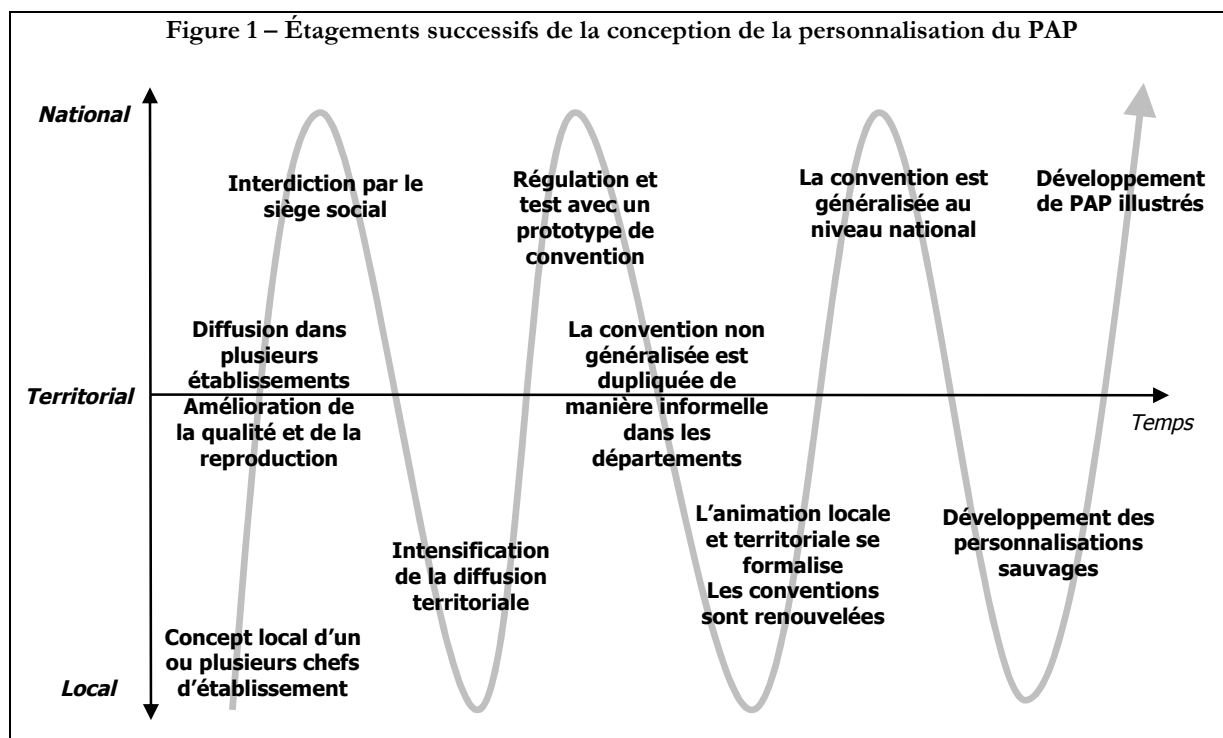 Figure 1 – Étagements successifs de la conception de la personnalisation du PAP
National
Interdiction par le
siège social
Régulation et
test avec un
prototype de
convention
La convention est
généralisée au
niveau national
Développement
de PAP illustrés
Territorial
Diffusion dans
plusieurs
établissements
Amélioration de
la qualité et de la
reproduction
La convention non
généralisée est
dupliquée de
manière informelle
dans les
départements
Temps
Intensification
de la diffusion
territoriale
L’animation locale
et territoriale se
formalise
Les conventions
sont renouvelées
Développement des
personnalisations
sauvages
Concept local d’un
ou plusieurs chefs
d’établissement
Local